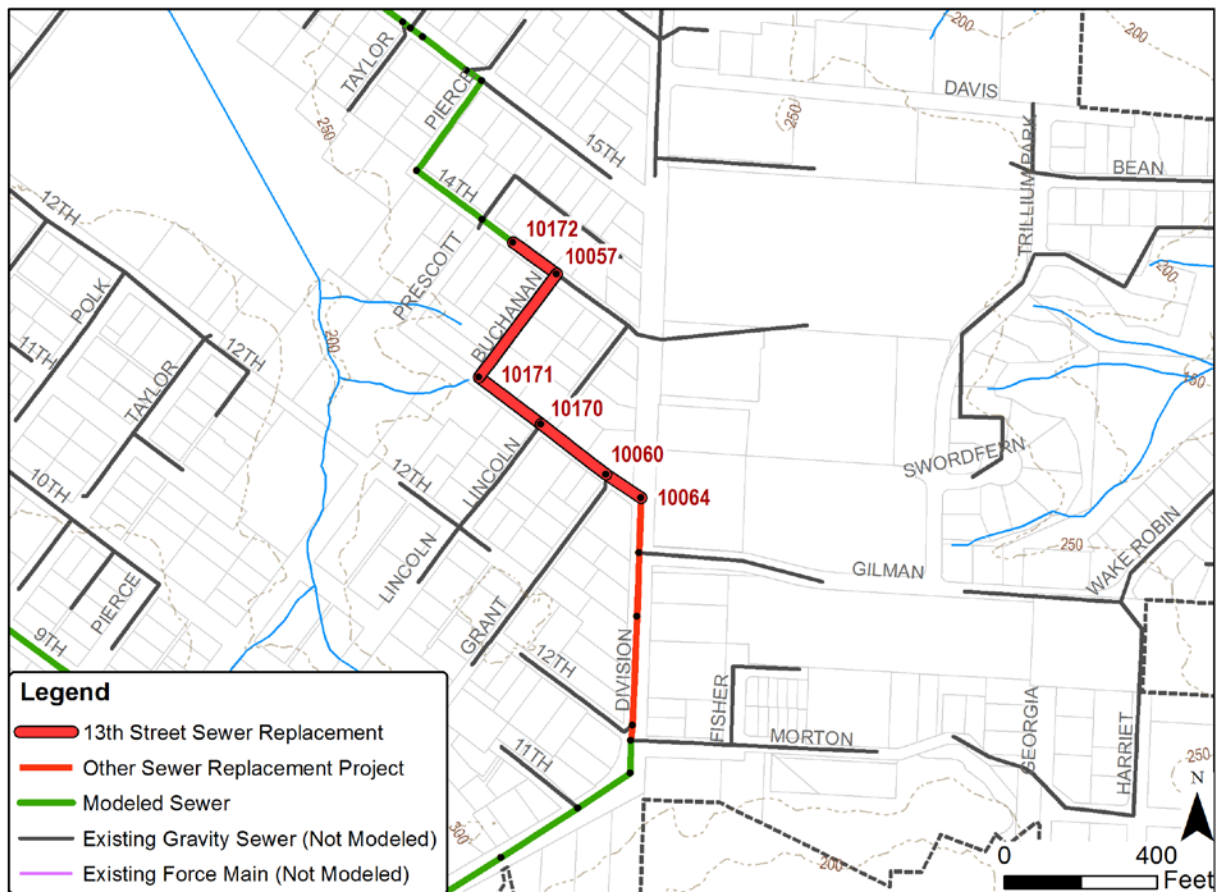 TAYLOR
PIERCE
200
200
DAVIS
250
250
15TH
TRILLIUM PARK
BEAN
12TH
14TH
10172
10057
PRESCOTT
BUCHANAN
200
POLK
11TH
12TH
200
150
TAYLOR
10171
10170
10060
10064
LINCOLN
SWORDFERN
12TH
10TH
LINCOLN
250
GILMAN
WAKE ROBIN
PIERCE
GRANT
9TH
12TH
DIVISION
FISHER
MORTON
GEORGIA
HARRIET
250
11TH
300
200
N
0 400
Feet
Legend
13th Street Sewer Replacement
Other Sewer Replacement Project
Modeled Sewer
Existing Gravity Sewer (Not Modeled)
Existing Force Main (Not Modeled)